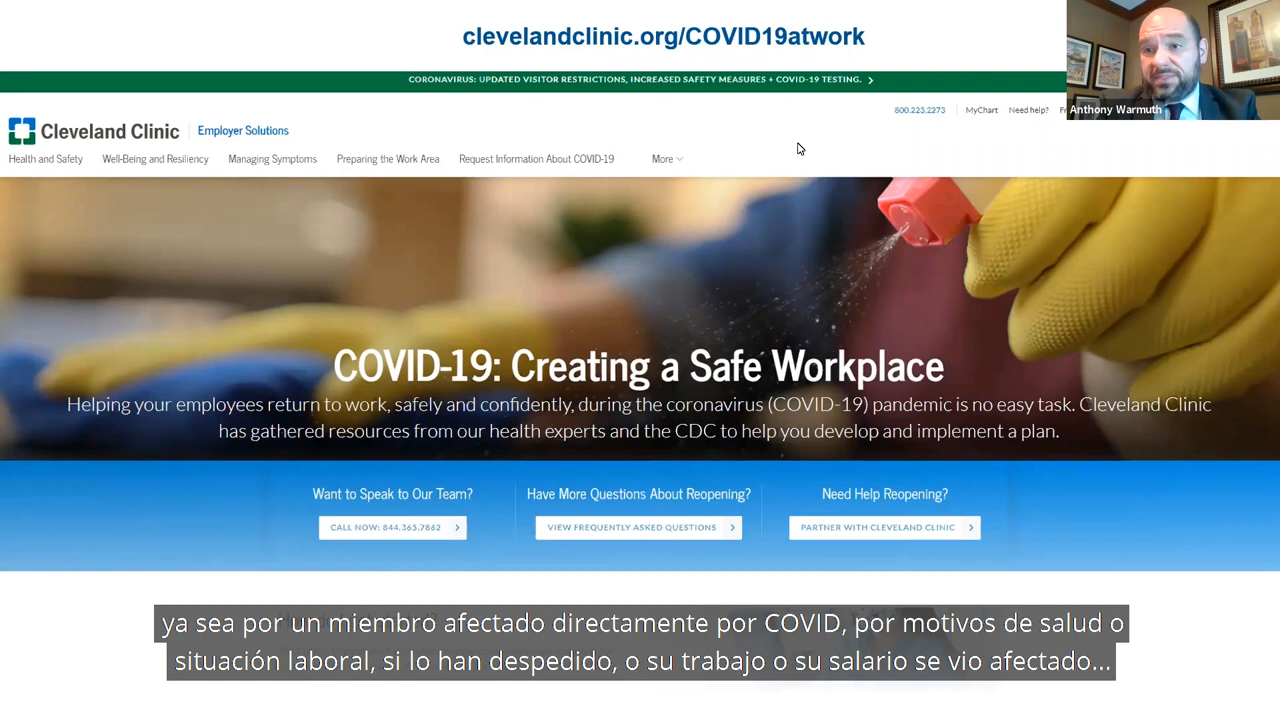 clevelandclinic.org/COVID19atwork
CORONAVIRUS: UPDATED VISITOR RESTRICTIONS, INCREASED SAFETY MEASURES + COVID-19 TESTING.
Anthony Warmuth
800.223.2273 MyChart Need help?
Cleveland Clinic Employer Solutions
Health and Safety Well-Being and Resiliency Managing Symptoms Preparing the Work Area Request Information About COVID-19 More
COVID-19: Creating a Safe Workplace
Helping your employees return to work, safely and confidently, during the coronavirus (COVID-19) pandemic is no easy task. Cleveland Clinic
has gathered resources from our health experts and the CDC to help you develop and implement a plan.
Want to Speak to Our Team? Have More Questions About Reopening? Need Help Reopening?
CALL NOW: 844.365.7862 VIEW FREQUENTLY ASKED QUESTIONS PARTNER WITH CLEVELAND CLINIC
ya sea por un miembro afectado directamente por COVID, por motivos de salud o
situación laboral, si lo han despedido, o su trabajo o su salario se vio afectado...